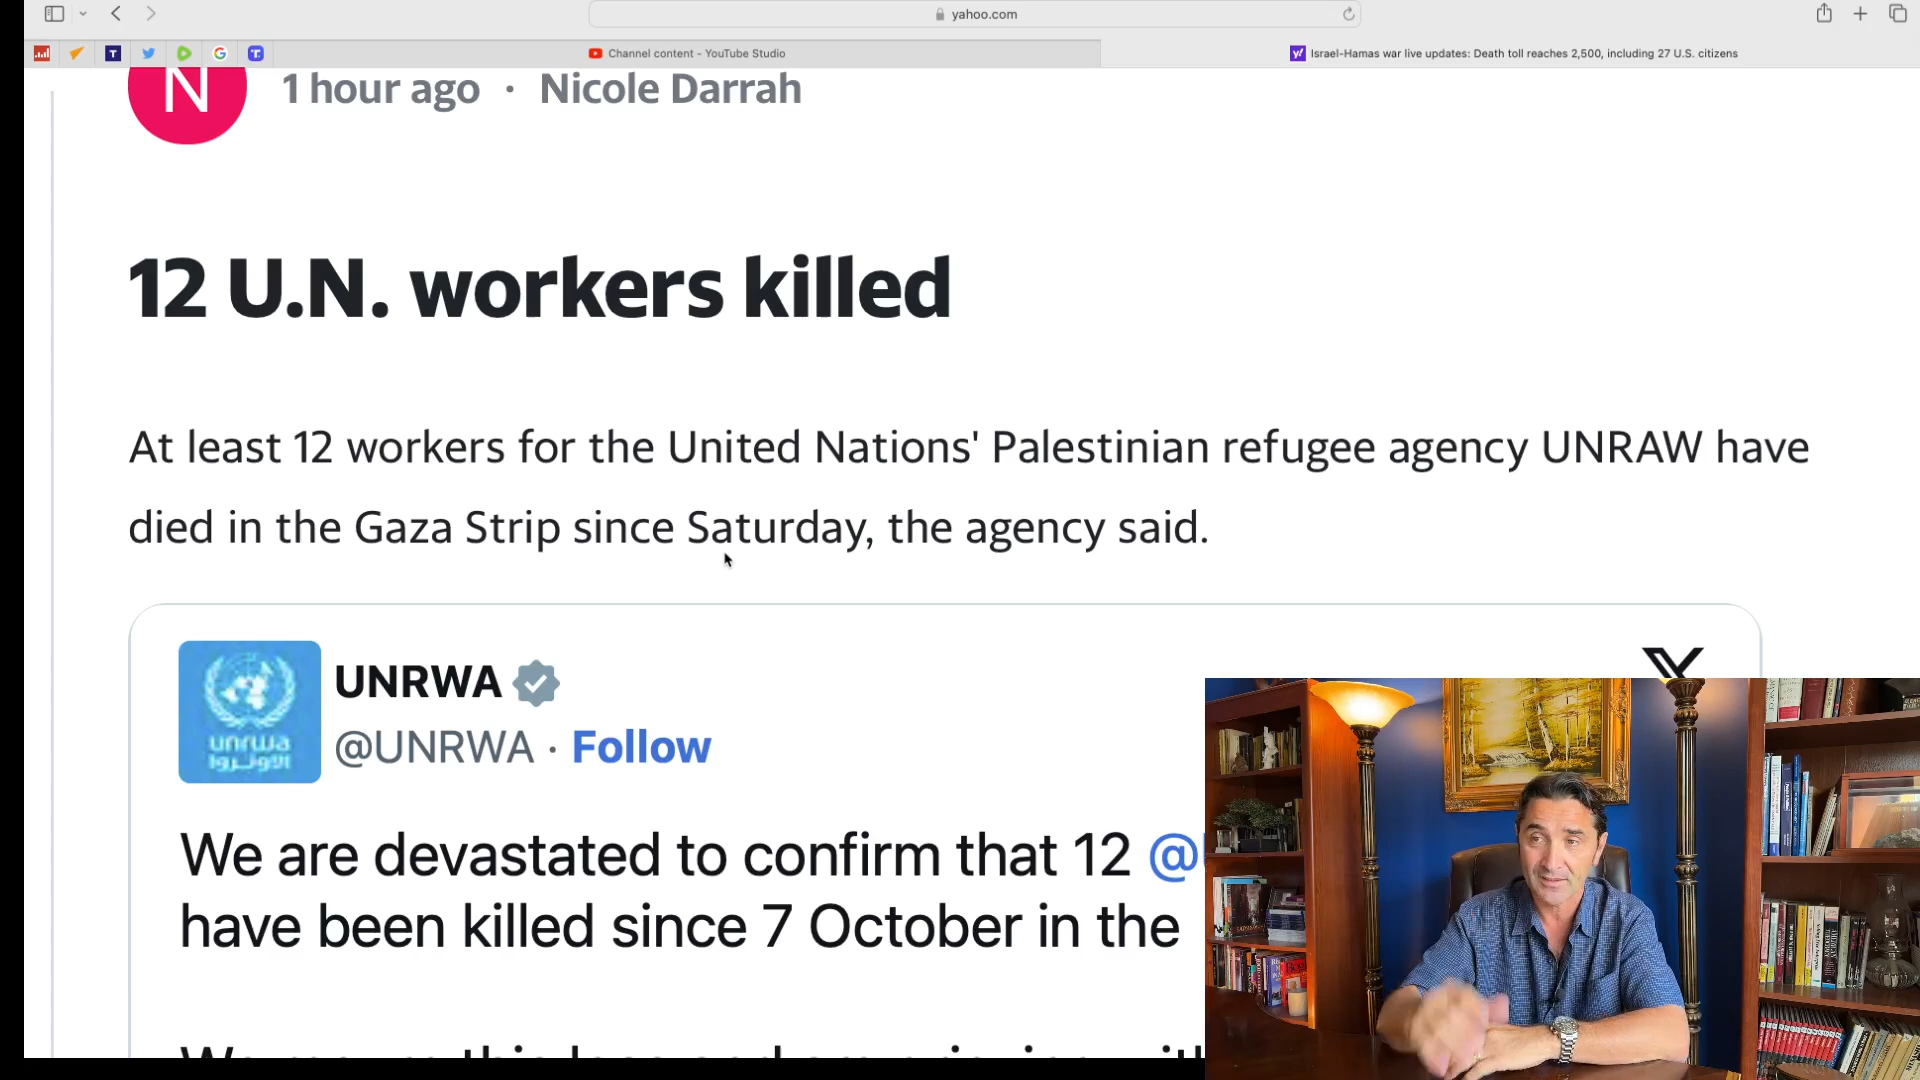 yahoo.com
Channel content - YouTube Studio
Israel-Hamas war live updates: Death toll reaches 2,500, including 27 U.S. citizens
N
1 hour ago · Nicole Darrah
12 U.N. workers killed
At least 12 workers for the United Nations' Palestinian refugee agency UNRAW have
died in the Gaza Strip since Saturday, the agency said.
unrwa
الأونروا
UNRWA
@UNRWA · Follow
We are devastated to confirm that 12 @
have been killed since 7 October in the